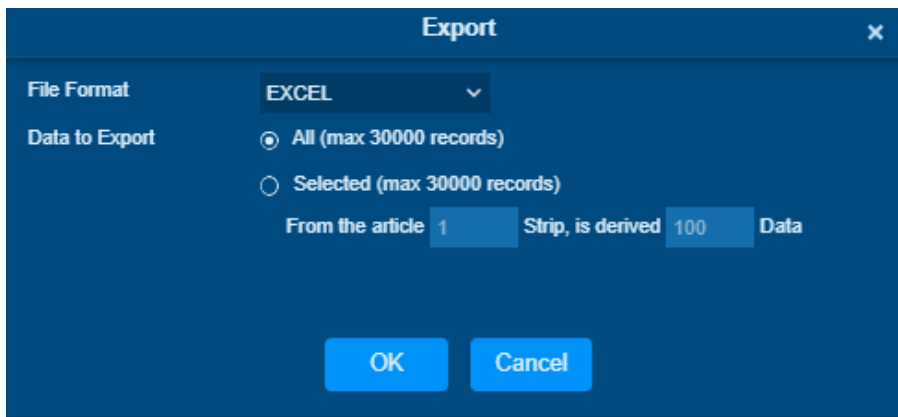 Export ×
File Format EXCEL
Data to Export All (max 30000 records)
Selected (max 30000 records)
From the article 1 Strip, is derived 100 Data
OK Cancel